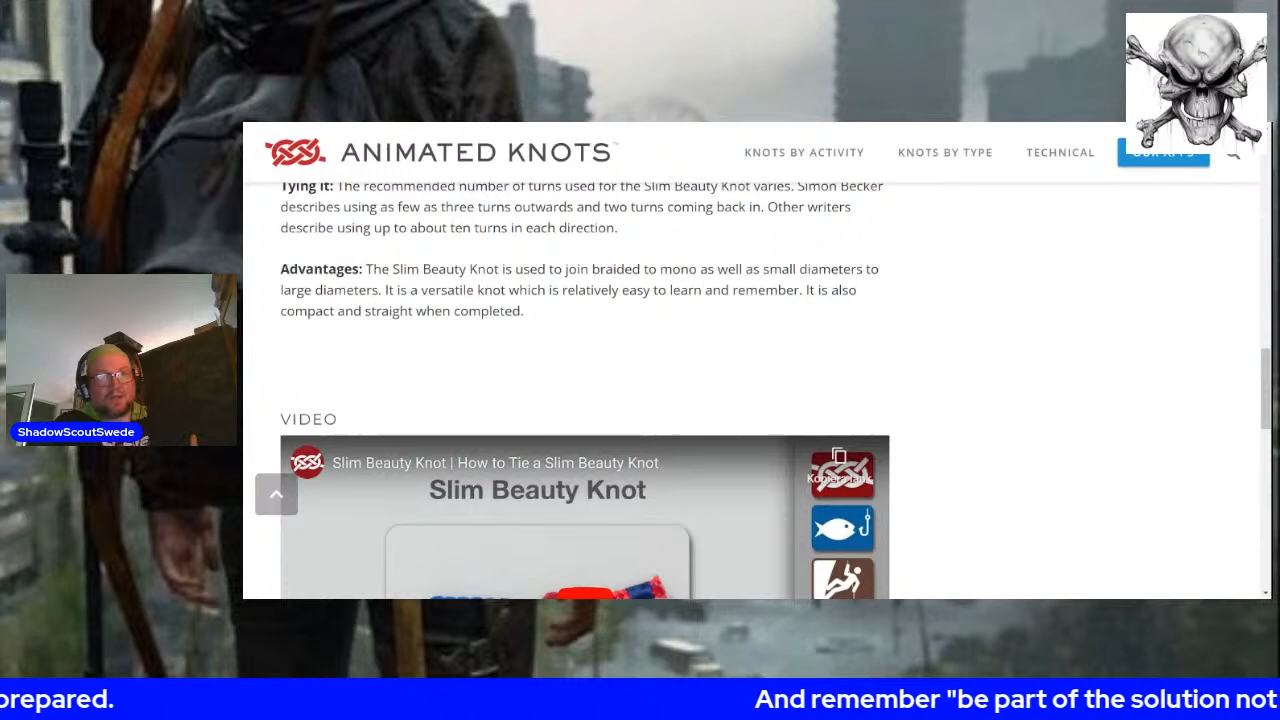 ANIMATED KNOTS
KNOTS BY ACTIVITY
KNOTS BY TYPE
TECHNICAL
OUR APPS
Tying it: The recommended number of turns used for the Slim Beauty Knot varies. Simon Becker
describes using as few as three turns outwards and two turns coming back in. Other writers
describe using up to about ten turns in each direction.
Advantages: The Slim Beauty Knot is used to join braided to mono as well as small diameters to
large diameters. It is a versatile knot which is relatively easy to learn and remember. It is also
compact and straight when completed.
VIDEO
Slim Beauty Knot | How to Tie a Slim Beauty Knot
Slim Beauty Knot
ShadowScoutSwede
prepared.
And remember "be part of the solution not